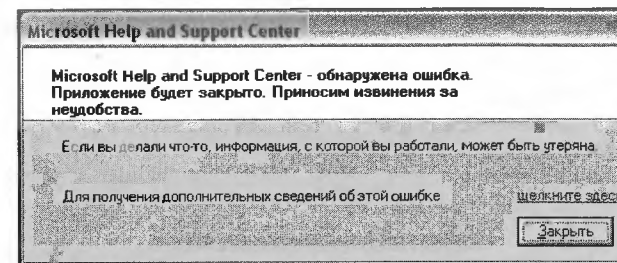 Microsoft Help and Support Center
Microsoft Help and Support Center - обнаружена ошибка.
Приложение будет закрыто. Приносим извинения за
неудобства.
Если вы делали что-то, информация, с которой вы работали, может быть утеряна.
Для получения дополнительных сведений об этой ошибке щелкните здесь
Закрыть